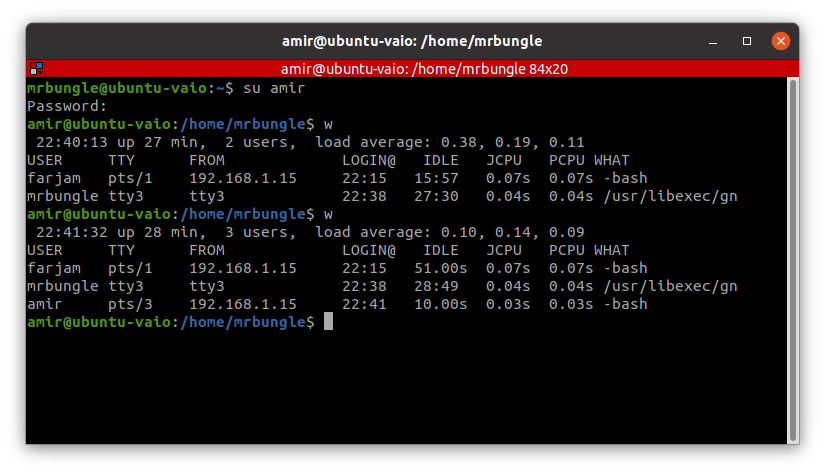 amir@ubuntu-vaio: /home/mrbungle
amir@ubuntu-vaio: /home/mrbungle 84x20
mrbungle@ubuntu-vaio:~$ su amir
Password:
amir@ubuntu-vaio:/home/mrbungle$ w
 22:40:13 up 27 min,  2 users,  load average: 0.38, 0.19, 0.11
USER     TTY      FROM             LOGIN@   IDLE   JCPU   PCPU WHAT
farjam   pts/1    192.168.1.15     22:15   15:57   0.07s  0.07s -bash
mrbungle tty3     tty3             22:38   27:30   0.04s  0.04s /usr/libexec/gn
amir@ubuntu-vaio:/home/mrbungle$ w
 22:41:32 up 28 min,  3 users,  load average: 0.10, 0.14, 0.09
USER     TTY      FROM             LOGIN@   IDLE   JCPU   PCPU WHAT
farjam   pts/1    192.168.1.15     22:15   51.00s  0.07s  0.07s -bash
mrbungle tty3     tty3             22:38   28:49   0.04s  0.04s /usr/libexec/gn
amir     pts/3    192.168.1.15     22:41   10.00s  0.03s  0.03s -bash
amir@ubuntu-vaio:/home/mrbungle$